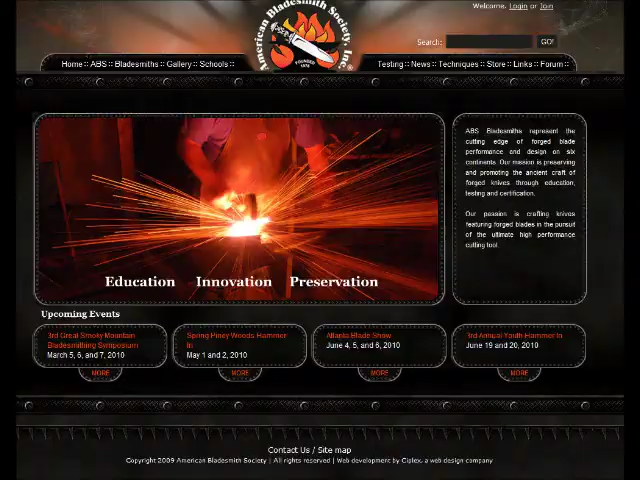 Welcome. Login or Join
American Bladesmith Society, Inc.®
FOUNDED
1976
Search: GO!
Home :: ABS :: Bladesmiths :: Gallery :: Schools ::
Testing :: News :: Techniques :: Store :: Links :: Forum ::
ABS Bladesmiths represent the
cutting edge of forged blade
performance and design on six
continents. Our mission is preserving
and promoting the ancient craft of
forged knives through education,
testing and certification.
Our passion is crafting knives
featuring forged blades in the pursuit
of the ultimate high performance
cutting tool.
Education Innovation Preservation
Upcoming Events
3rd Great Smoky Mountain
Bladesmithing Symposium
March 5, 6, and 7, 2010
MORE
Spring Piney Woods Hammer
In
May 1 and 2, 2010
MORE
Atlanta Blade Show
June 4, 5, and 6, 2010
MORE
3rd Annual Youth Hammer In
June 19 and 20, 2010
MORE
Contact Us / Site map
Copyright 2009 American Bladesmith Society | All rights reserved | Web development by Ciplex, a web design company